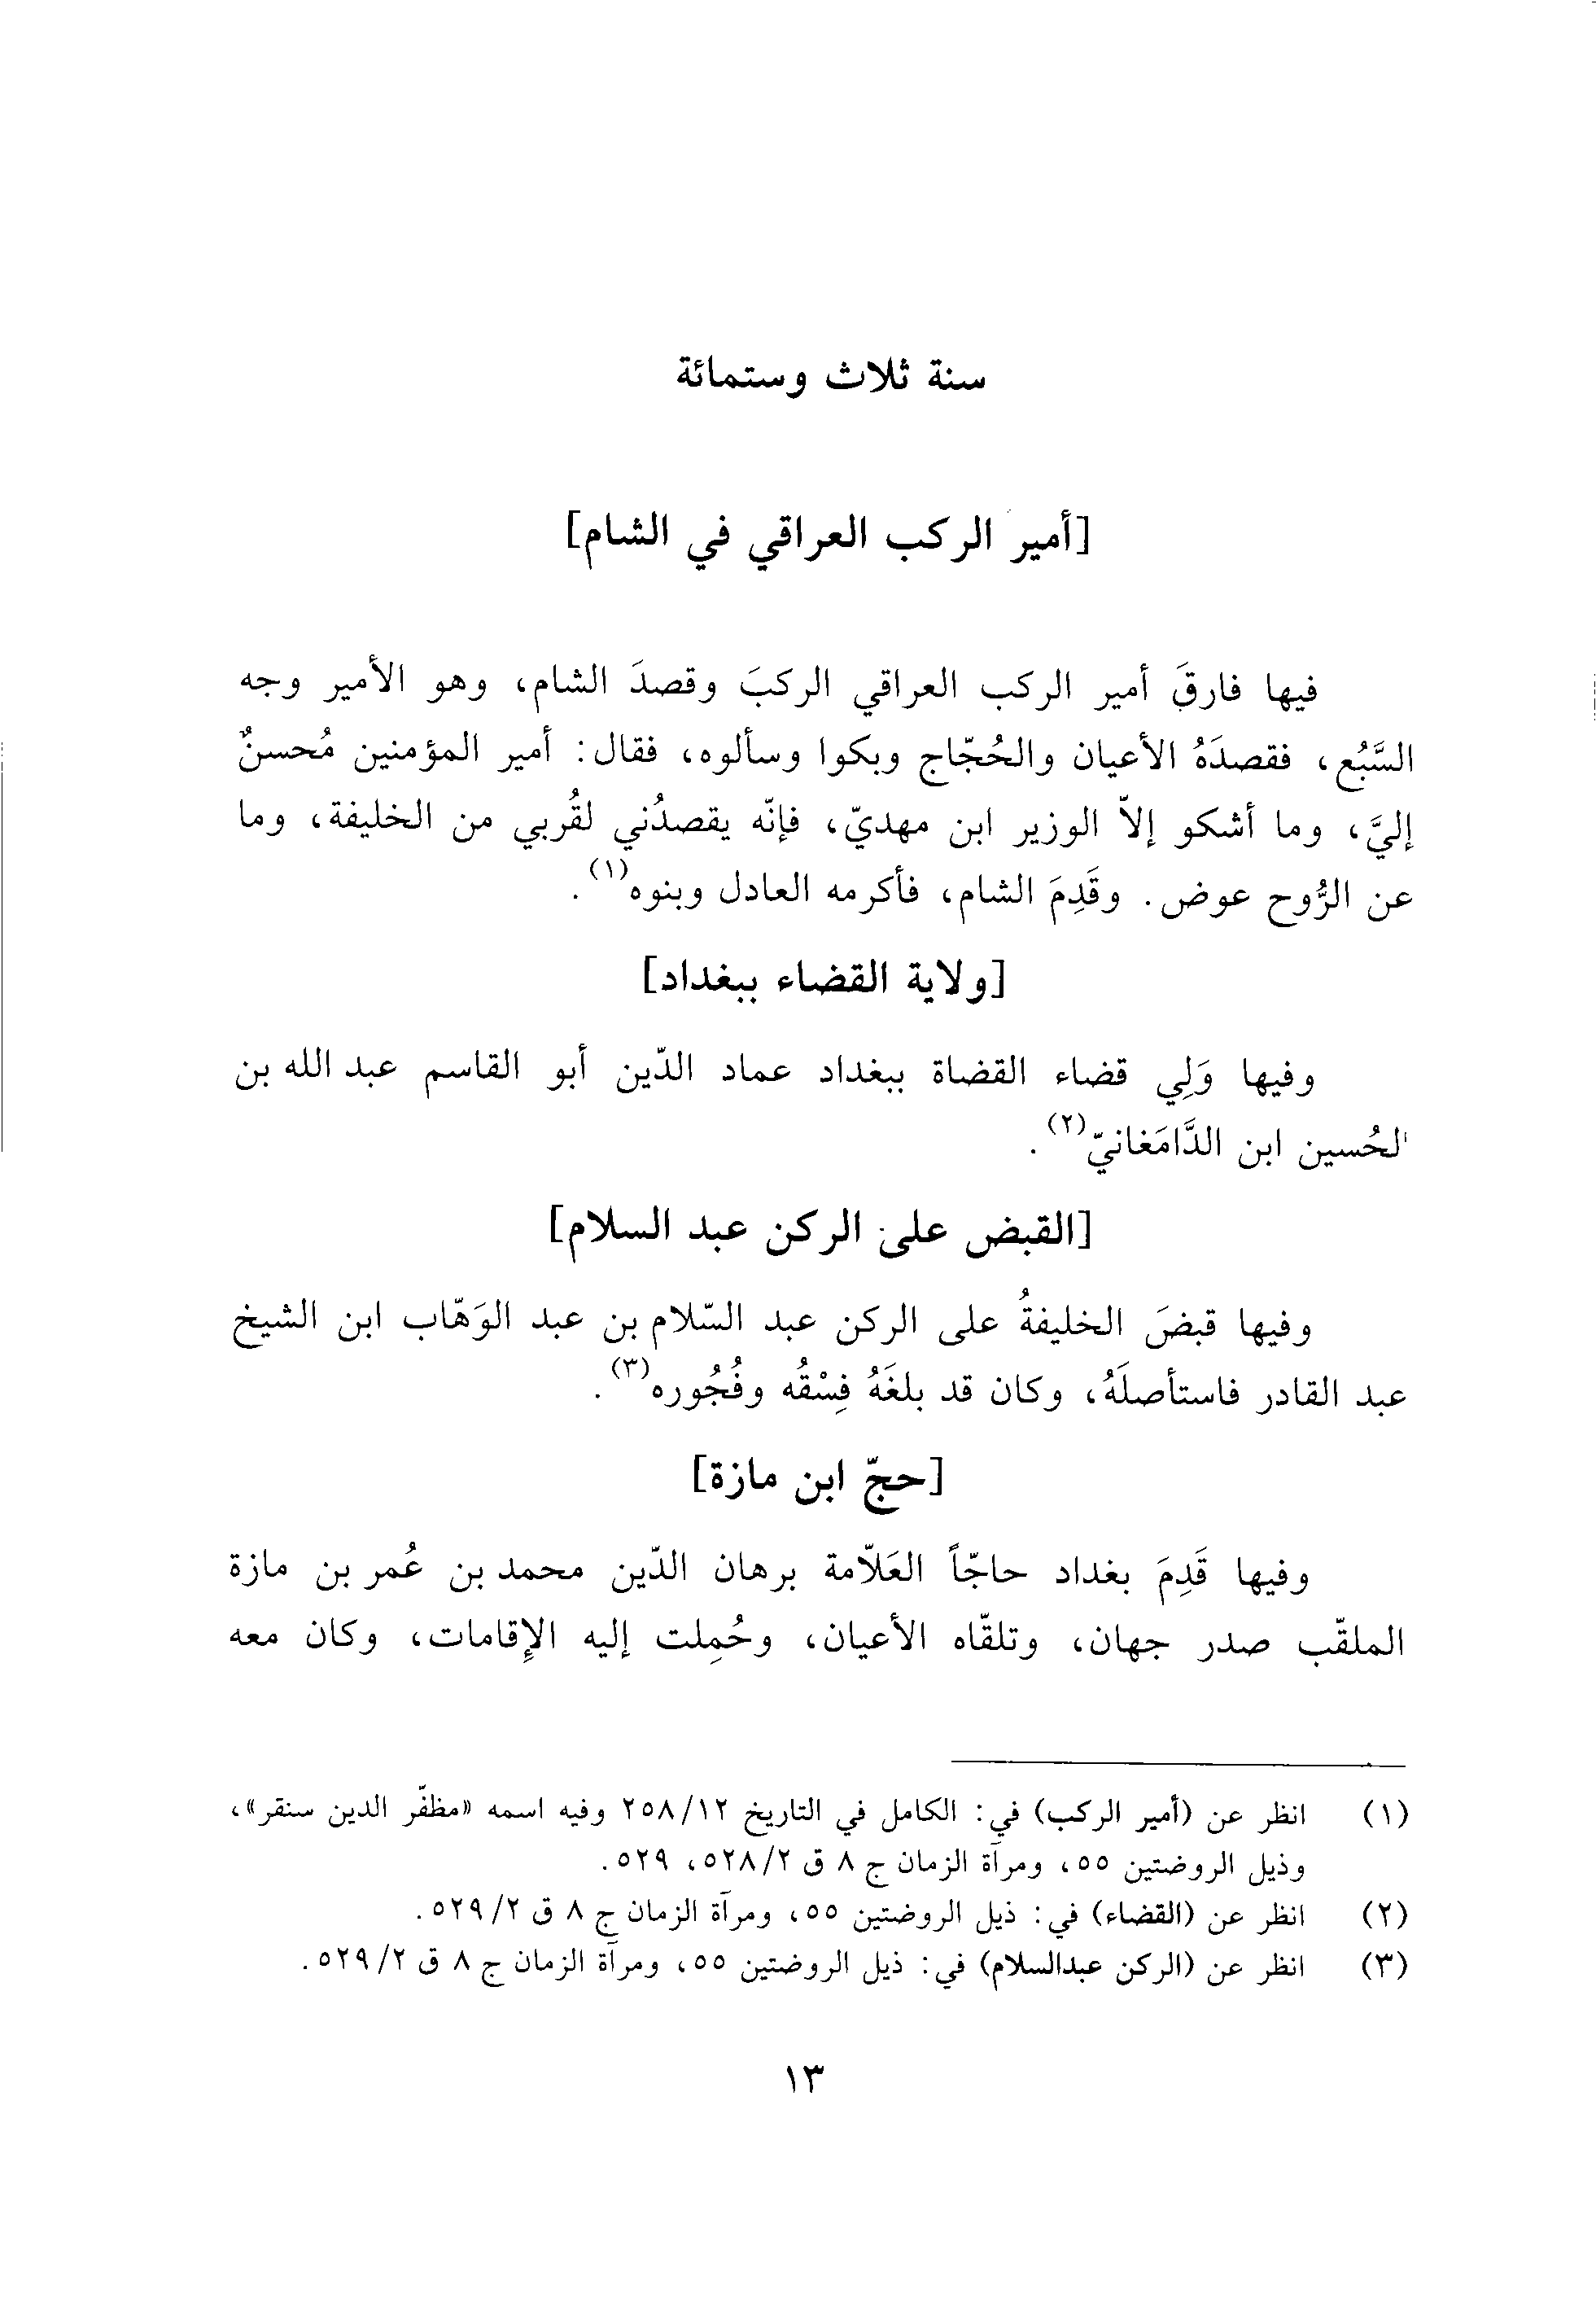 سنة ثلاث وستمائة
[أمير الركب العراقي في الشام]
فيها فارقَ أمير الركب العراقي الركبَ وقصدَ الشام، وهو الأمير وجه
السَّبُع، فقصدَهُ الأعيان والحُجّاج وبكوا وسألوه، فقال: أمير المؤمنين مُحسنٌ
إليَّ، وما أشكو إلاّ الوزير ابن مهديّ، فإنّه يقصدُني لقُربي من الخليفة، وما
عن الرُّوح عوض. وقَدِمَ الشام، فأكرمه العادل وبنوه(١).
[ولاية القضاء ببغداد]
وفيها وَلِي قضاء القضاة ببغداد عماد الدّين أبو القاسم عبد الله بن
الحُسين ابن الدَّامَغانيّ(٢).
[القبض على الركن عبد السلام]
وفيها قبضَ الخليفةُ على الركن عبد السّلام بن عبد الوَهّاب ابن الشيخ
عبد القادر فاستأصلَهُ، وكان قد بلغَهُ فِسْقُه وفُجُوره(٣).
[حجّ ابن مازة]
وفيها قَدِمَ بغداد حاجّاً العَلاّمة برهان الدّين محمد بن عُمر بن مازة
الملقّب صدر جهان، وتلقّاه الأعيان، وحُمِلت إليه الإِقامات، وكان معه
(١) انظر عن (أمير الركب) في: الكامل في التاريخ ٢٥٨/١٢ وفيه اسمه «مظفّر الدين سنقر»،
وذيل الروضتين ٥٥، ومرآة الزمان ج ٨ ق ٥٢٨/٢، ٥٢٩.
(٢) انظر عن (القضاء) في: ذيل الروضتين ٥٥، ومرآة الزمان ج ٨ ق ٥٢٩/٢.
(٣) انظر عن (الركن عبدالسلام) في: ذيل الروضتين ٥٥، ومرآة الزمان ج ٨ ق ٥٢٩/٢.
١٣